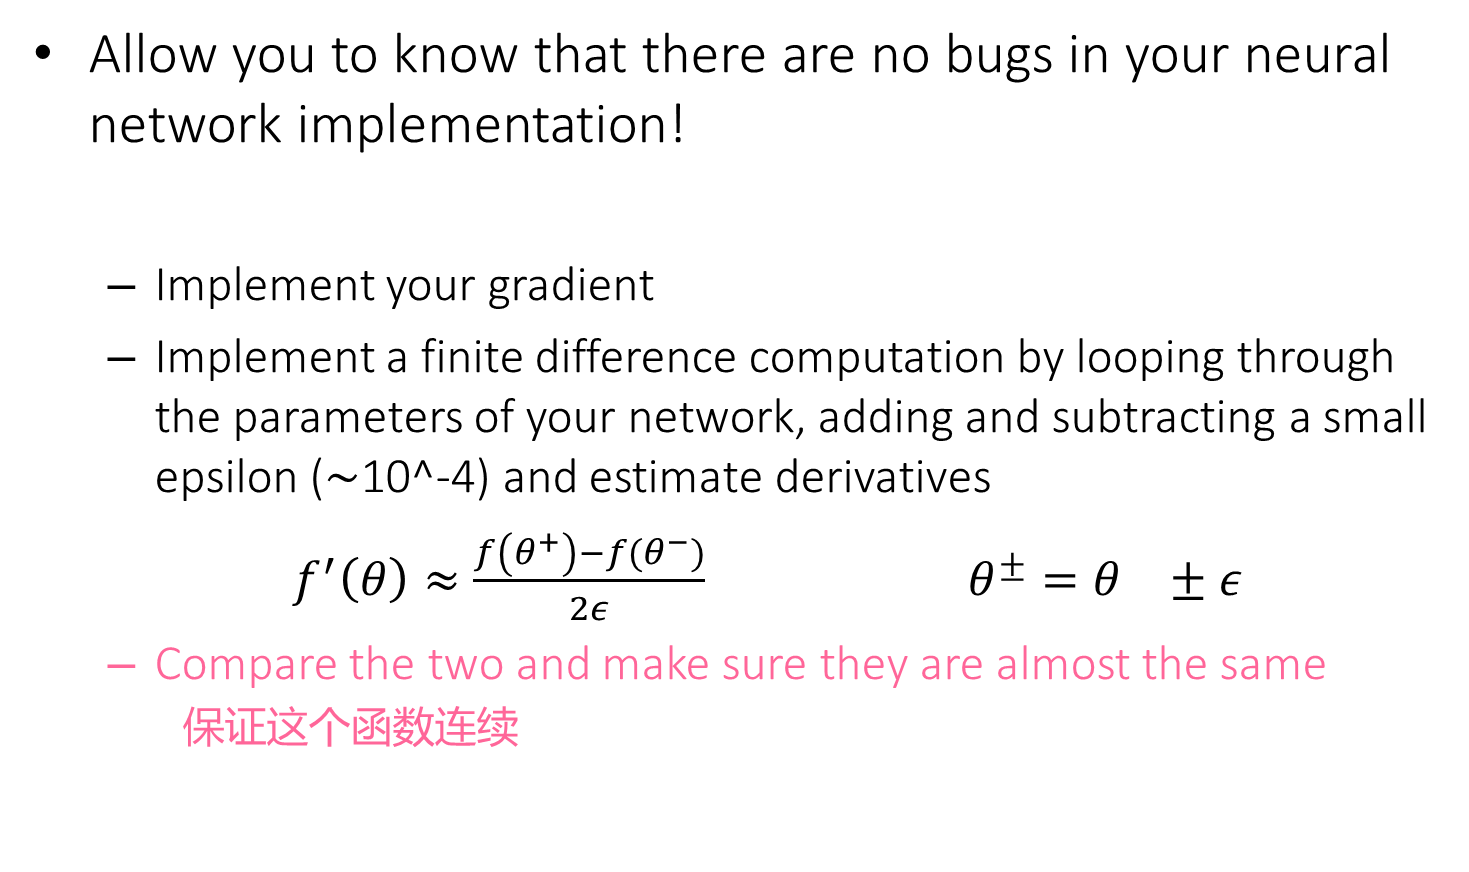 • Allow you to know that there are no bugs in your neural
network implementation!
– Implement your gradient
– Implement a finite difference computation by looping through
the parameters of your network, adding and subtracting a small
epsilon (~10^-4) and estimate derivatives
f′(θ) ≈ \frac{f(θ⁺)−f(θ⁻)}{2ϵ} θ^± = θ ± ϵ
– Compare the two and make sure they are almost the same
保证这个函数连续